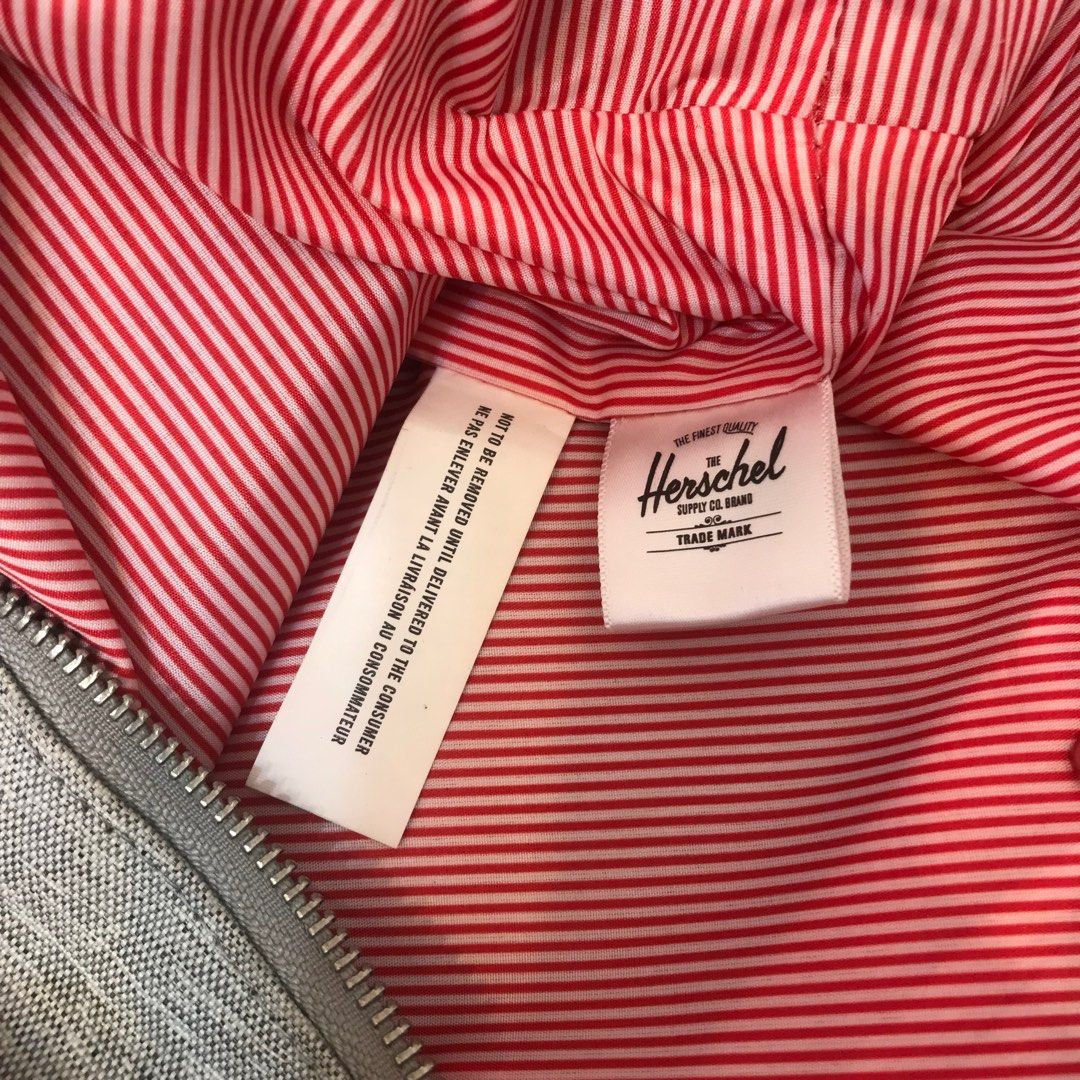 NOT TO BE REMOVED UNTIL DELIVERED TO THE CONSUMER
NE PAS ENLEVER AVANT LA LIVRAISON AU CONSOMMATEUR
THE FINEST QUALITY
THE
Herschel
SUPPLY CO. BRAND
TRADE MARK